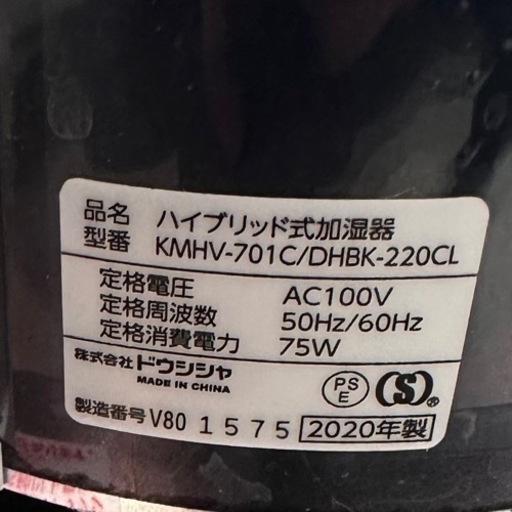 品名 ハイブリッド式加湿器
型番 KMHV-701C/DHBK-220CL
定格電圧 AC100V
定格周波数 50Hz/60Hz
定格消費電力 75W
株式会社ドウシシャ
MADE IN CHINA
PS
E
(S)®
製造番号 V80 1575 2020年製